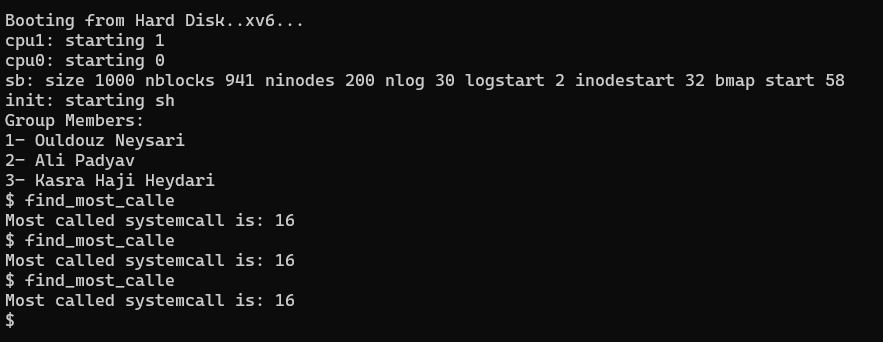 Booting from Hard Disk..xv6...
cpu1: starting 1
cpu0: starting 0
sb: size 1000 nblocks 941 ninodes 200 nlog 30 logstart 2 inodestart 32 bmap start 58
init: starting sh
Group Members:
1- Ouldouz Neysari
2- Ali Padyav
3- Kasra Haji Heydari
$ find_most_calle
Most called systemcall is: 16
$ find_most_calle
Most called systemcall is: 16
$ find_most_calle
Most called systemcall is: 16
$